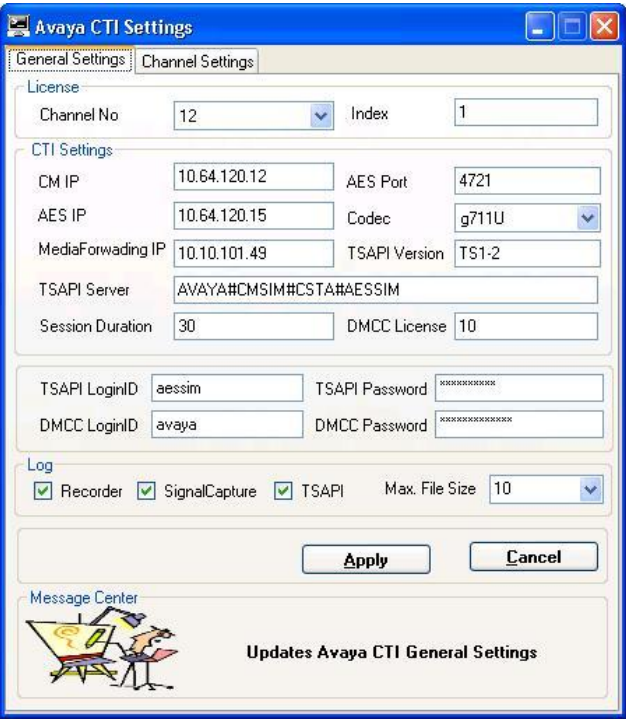 Avaya CTI Settings
General Settings Channel Settings
License
Channel No 12 Index 1
CTI Settings
CM IP 10.64.120.12 AES Port 4721
AES IP 10.64.120.15 Codec g711U
MediaForwading IP 10.10.101.49 TSAPI Version TS1-2
TSAPI Server AVAYA#CMSIM#CSTA#AESSIM
Session Duration 30 DMCC License 10
TSAPI LoginID aessim TSAPI Password **********
DMCC LoginID avaya DMCC Password *************
Log
Recorder SignalCapture TSAPI Max. File Size 10
Apply Cancel
Message Center
Updates Avaya CTI General Settings